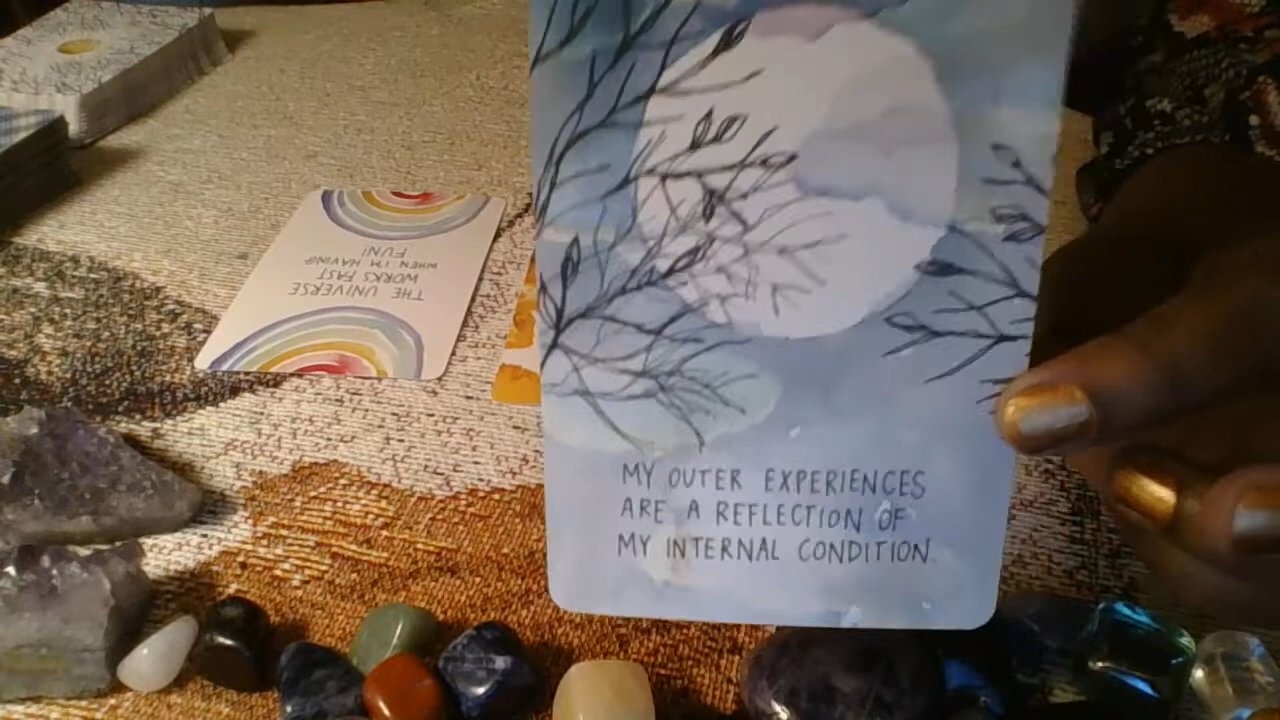 MY OUTER EXPERIENCES
ARE A REFLECTION OF
MY INTERNAL CONDITION.
THE UNIVERSE
WORKS FAST
WHEN I'M HAVING
FUN!